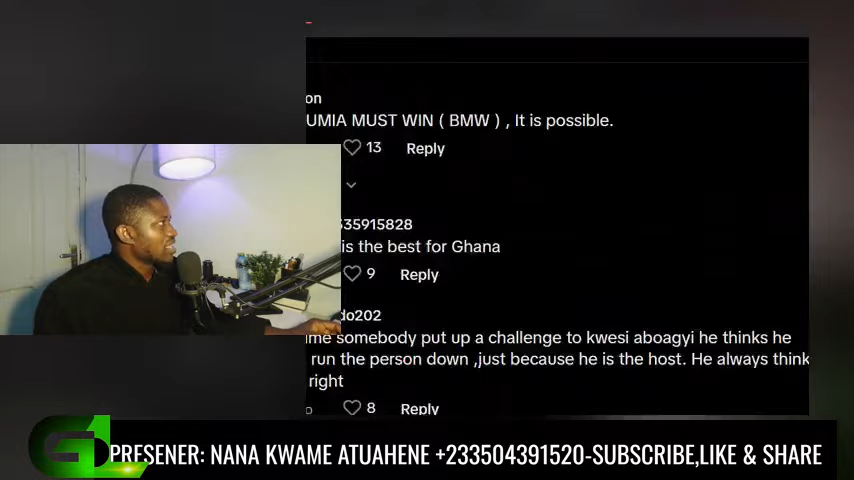 on
UMIA MUST WIN ( BMW ) , It is possible.
13 Reply
35915828
is the best for Ghana
9 Reply
do202
me somebody put up a challenge to kwesi aboagyi he thinks he
run the person down ,just because he is the host. He always think
right
8 Reply
PRESENER: NANA KWAME ATUAHENE +233504391520-SUBSCRIBE,LIKE & SHARE